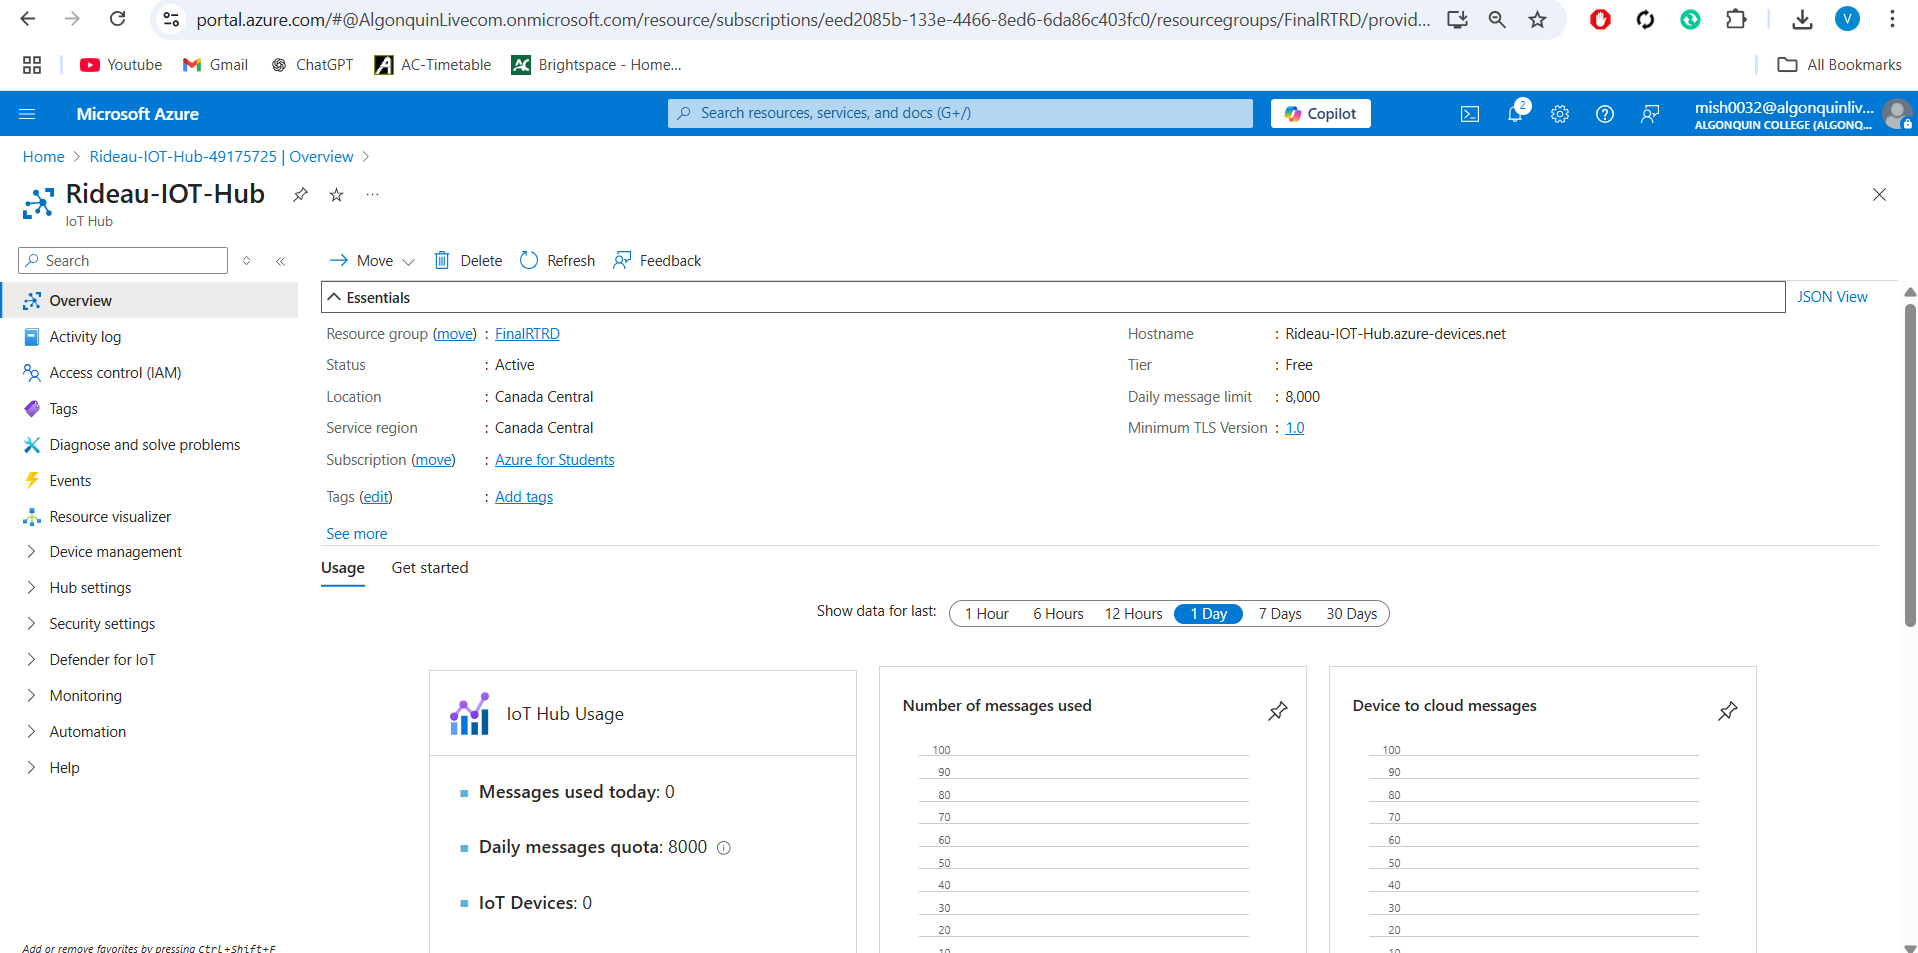 portal.azure.com/#@AlgonquinLivecom.onmicrosoft.com/resource/subscriptions/eed2085b-133e-4466-8ed6-6da86c403fc0/resourcegroups/FinalRTRD/provid...
V
Youtube
Gmail
ChatGPT
AC-Timetable
Brightspace - Home...
All Bookmarks
Microsoft Azure
Search resources, services, and docs (G+/)
Copilot
2
mish0032@algonquinliv...
ALGONQUIN COLLEGE (ALGONQ...
Home > Rideau-IOT-Hub-49175725 | Overview >
Rideau-IOT-Hub
IoT Hub
Search
Move
Delete
Refresh
Feedback
Overview
Activity log
Access control (IAM)
Tags
Diagnose and solve problems
Events
Resource visualizer
Device management
Hub settings
Security settings
Defender for IoT
Monitoring
Automation
Help
Add or remove favorites by pressing Ctrl+Shift+F
Essentials
JSON View
Resource group (move) : FinalRTRD
Status : Active
Location : Canada Central
Service region : Canada Central
Subscription (move) : Azure for Students
Tags (edit) : Add tags
See more
Hostname : Rideau-IOT-Hub.azure-devices.net
Tier : Free
Daily message limit : 8,000
Minimum TLS Version : 1.0
Usage
Get started
Show data for last: 1 Hour 6 Hours 12 Hours 1 Day 7 Days 30 Days
IoT Hub Usage
Messages used today: 0
Daily messages quota: 8000
IoT Devices: 0
Number of messages used
100
90
80
70
60
50
40
30
20
10
Device to cloud messages
100
90
80
70
60
50
40
30
20
10